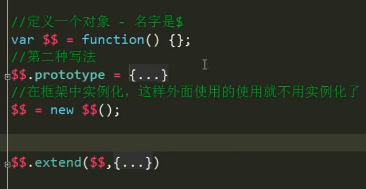 //定义一个对象 - 名字是$
var $$ = function() {};
//第二种写法
$$.prototype = {...}
//在框架中实例化，这样外面使用的使用就不用实例化了
$$ = new $$();
$$.extend($$,{...})